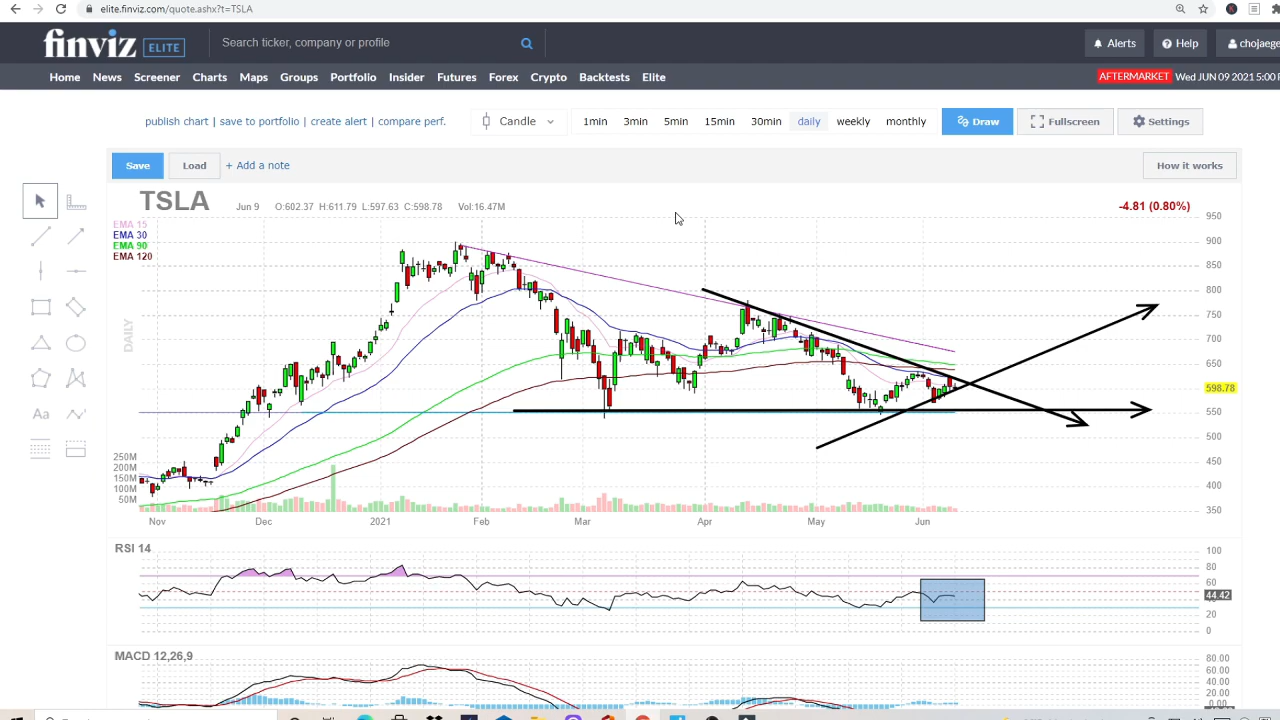 elite.finviz.com/quote.ashx?t=TSLA
finviz ELITE
Search ticker, company or profile
Alerts
Help
chojaege
Home News Screener Charts Maps Groups Portfolio Insider Futures Forex Crypto Backtests Elite
AFTERMARKET Wed JUN 09 2021 5:00
publish chart | save to portfolio | create alert | compare perf.
Candle
1min 3min 5min 15min 30min daily weekly monthly
Draw
Fullscreen
Settings
Save
Load
+ Add a note
How it works
TSLA
Jun 9 O:602.37 H:611.79 L:597.63 C:598.78 Vol:16.47M
-4.81 (0.80%)
EMA 15
EMA 30
EMA 90
EMA 120
DAILY
Aa
950
900
850
800
750
700
650
598.78
550
500
450
400
350
250M
200M
150M
100M
50M
Nov Dec 2021 Feb Mar Apr May Jun
RSI 14
100
80
60
44.42
20
0
MACD 12,26,9
80.00
60.00
40.00
20.00
0.00